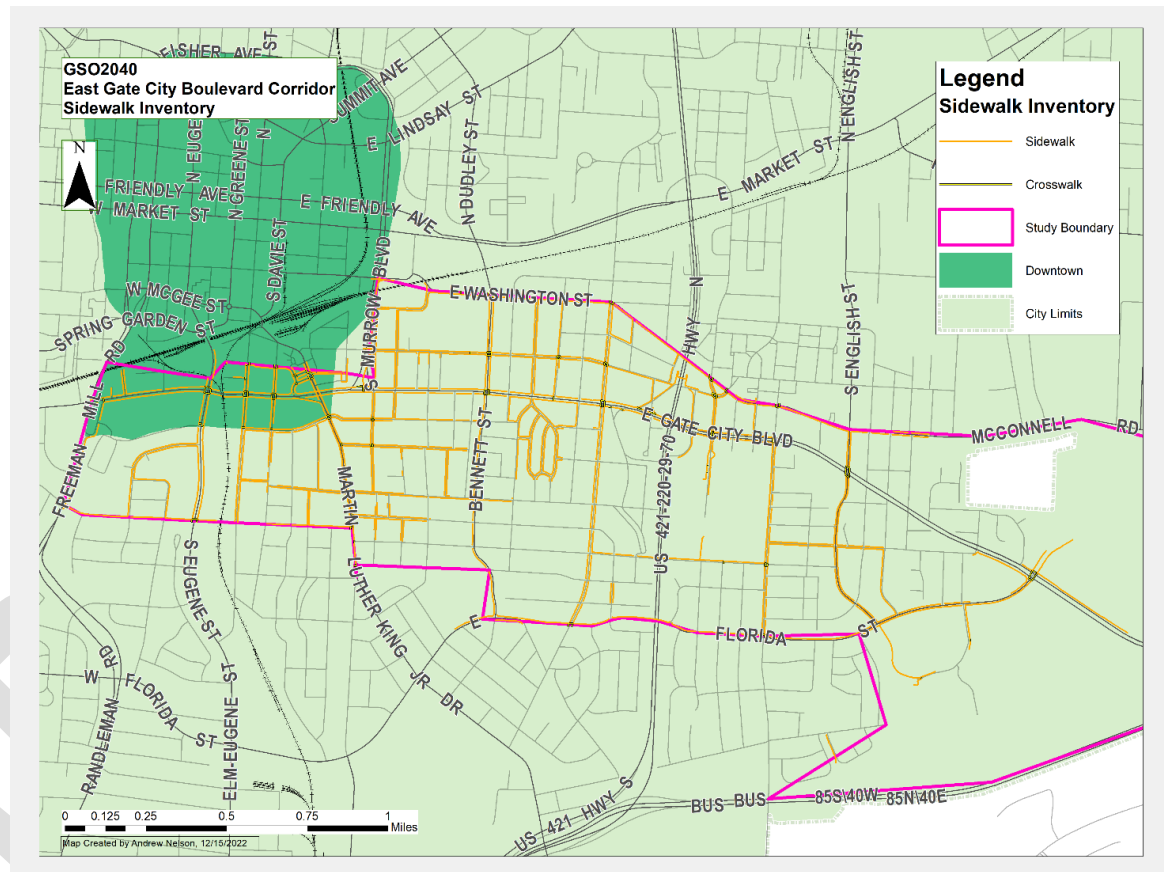 GSO2040
East Gate City Boulevard Corridor
Sidewalk Inventory
N
Legend
Sidewalk Inventory
Sidewalk
Crosswalk
Study Boundary
Downtown
City Limits
FISHER AVE
ST
SUMMIT AVE
E LINDSAY ST
N EUGE
N GREENE ST
N
FRIENDLY AVE
W MARKET ST
E FRIENDLY AVE
N DUDLEY ST
E MARKET ST
N ENGLISH ST
S DAVIE ST
W MCGEE ST
SPRING GARDEN ST
S MURROW BLVD
E WASHINGTON ST
HWY N
S ENGLISH ST
FREEMAN MILL RD
E GATE CITY BLVD
MCCONNELL RD
BENNETT ST
MARTIN LUTHER KING JR DR
US 421-220-29-70
S EUGENE ST
E FLORIDA ST
W FLORIDA ST
RANDLEMAN RD
ELM-EUGENE ST
US 421 HWY S
BUS BUS 85S\40W 85N\40E
0 0.125 0.25 0.5 0.75 1
Miles
Map Created by Andrew Nelson, 12/15/2022